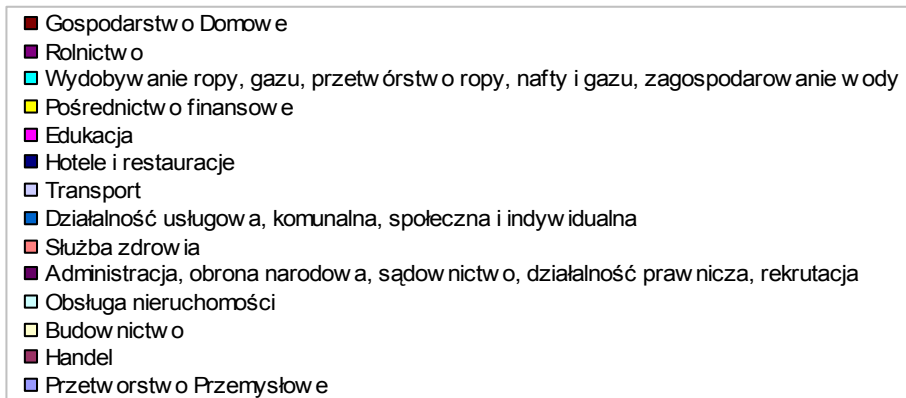 Gospodarstwo Domowe
Rolnictwo
Wydobywanie ropy, gazu, przetwórstwo ropy, nafty i gazu, zagospodarowanie wody
Pośrednictwo finansowe
Edukacja
Hotele i restauracje
Transport
Działalność usługowa, komunalna, społeczna i indywidualna
Służba zdrowia
Administracja, obrona narodowa, sądownictwo, działalność prawnicza, rekrutacja
Obsługa nieruchomości
Budownictwo
Handel
Przetworstwo Przemysłowe